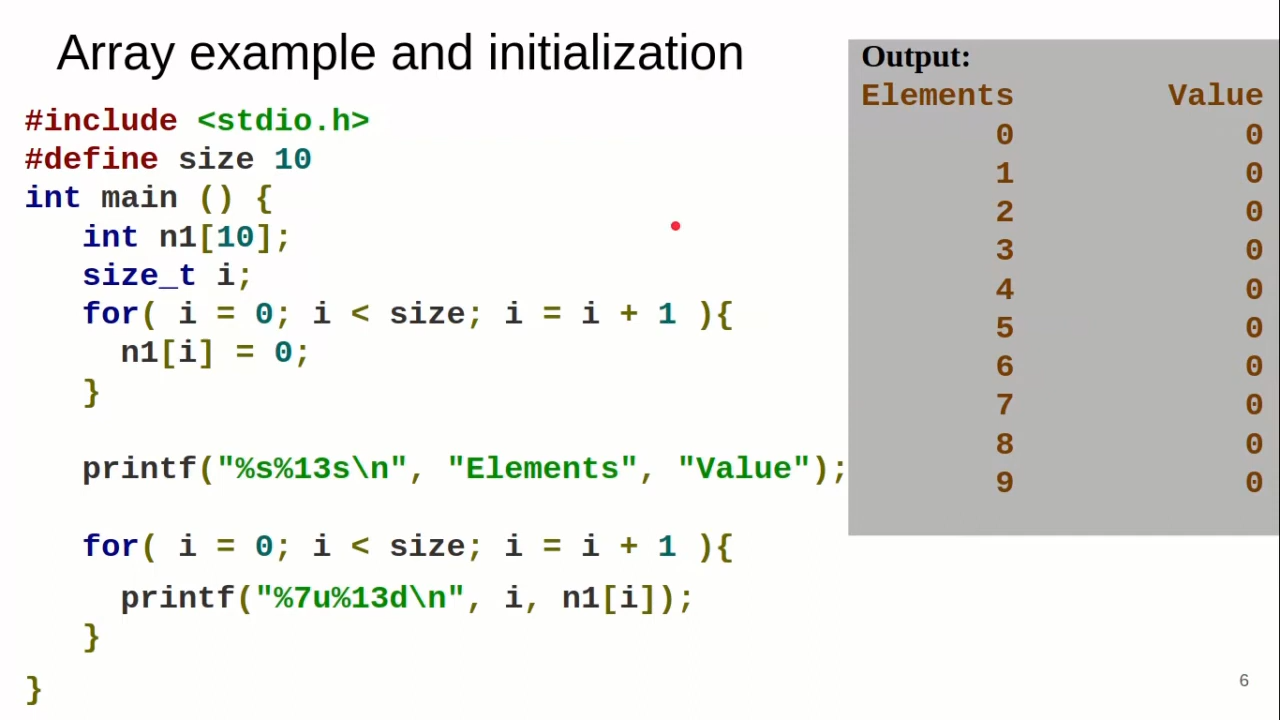 Array example and initialization
#include <stdio.h>
#define size 10
int main () {
int n1[10];
size_t i;
for( i = 0; i < size; i = i + 1 ){
n1[i] = 0;
}
printf("%s%13s\n", "Elements", "Value");
for( i = 0; i < size; i = i + 1 ){
printf("%7u%13d\n", i, n1[i]);
}
}
Output:
Elements Value
0 0
1 0
2 0
3 0
4 0
5 0
6 0
7 0
8 0
9 0
6